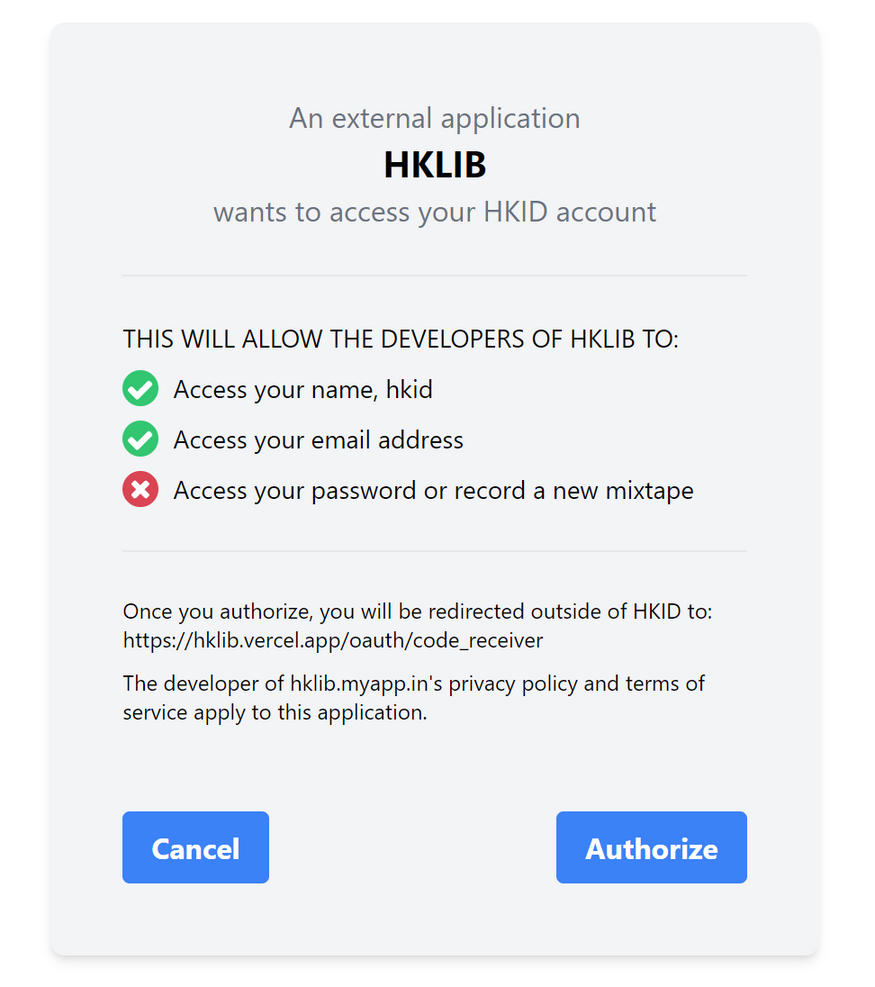 An external application
HKLIB
wants to access your HKID account
THIS WILL ALLOW THE DEVELOPERS OF HKLIB TO:
Access your name, hkid
Access your email address
Access your password or record a new mixtape
Once you authorize, you will be redirected outside of HKID to:
https://hklib.vercel.app/oauth/code_receiver
The developer of hklib.myapp.in's privacy policy and terms of
service apply to this application.
Cancel
Authorize